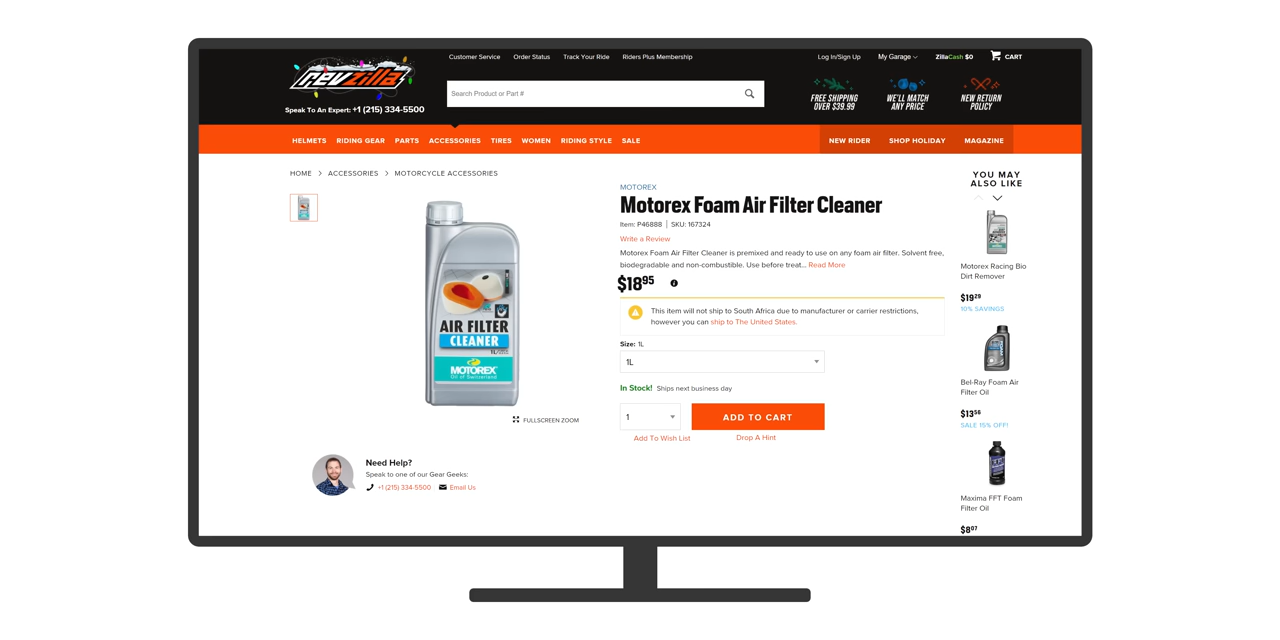 Customer Service Order Status Track Your Ride Riders Plus Membership
Log In/Sign Up My Garage ZillaCash $0 CART
RevZilla
Speak To An Expert: +1 (215) 334-5500
Search Product or Part #
FREE SHIPPING
OVER $39.99
WE'LL MATCH
ANY PRICE
NEW RETURN
POLICY
HELMETS RIDING GEAR PARTS ACCESSORIES TIRES WOMEN RIDING STYLE SALE
NEW RIDER SHOP HOLIDAY MAGAZINE
HOME > ACCESSORIES > MOTORCYCLE ACCESSORIES
AIR FILTER
CLEANER
1L
MOTOREX
Oil of Switzerland
FULLSCREEN ZOOM
Need Help?
Speak to one of our Gear Geeks:
+1 (215) 334-5500 Email Us
MOTOREX
Motorex Foam Air Filter Cleaner
Item: P46888 | SKU: 167324
Write a Review
Motorex Foam Air Filter Cleaner is premixed and ready to use on any foam air filter. Solvent free,
biodegradable and non-combustible. Use before treat... Read More
$1895
This item will not ship to South Africa due to manufacturer or carrier restrictions,
however you can ship to The United States.
Size: 1L
1L
In Stock! Ships next business day
1
ADD TO CART
Add To Wish List Drop A Hint
YOU MAY
ALSO LIKE
Motorex Racing Bio
Dirt Remover
$1929
10% SAVINGS
Bel-Ray Foam Air
Filter Oil
$1356
SALE 15% OFF!
Maxima FFT Foam
Filter Oil
$807